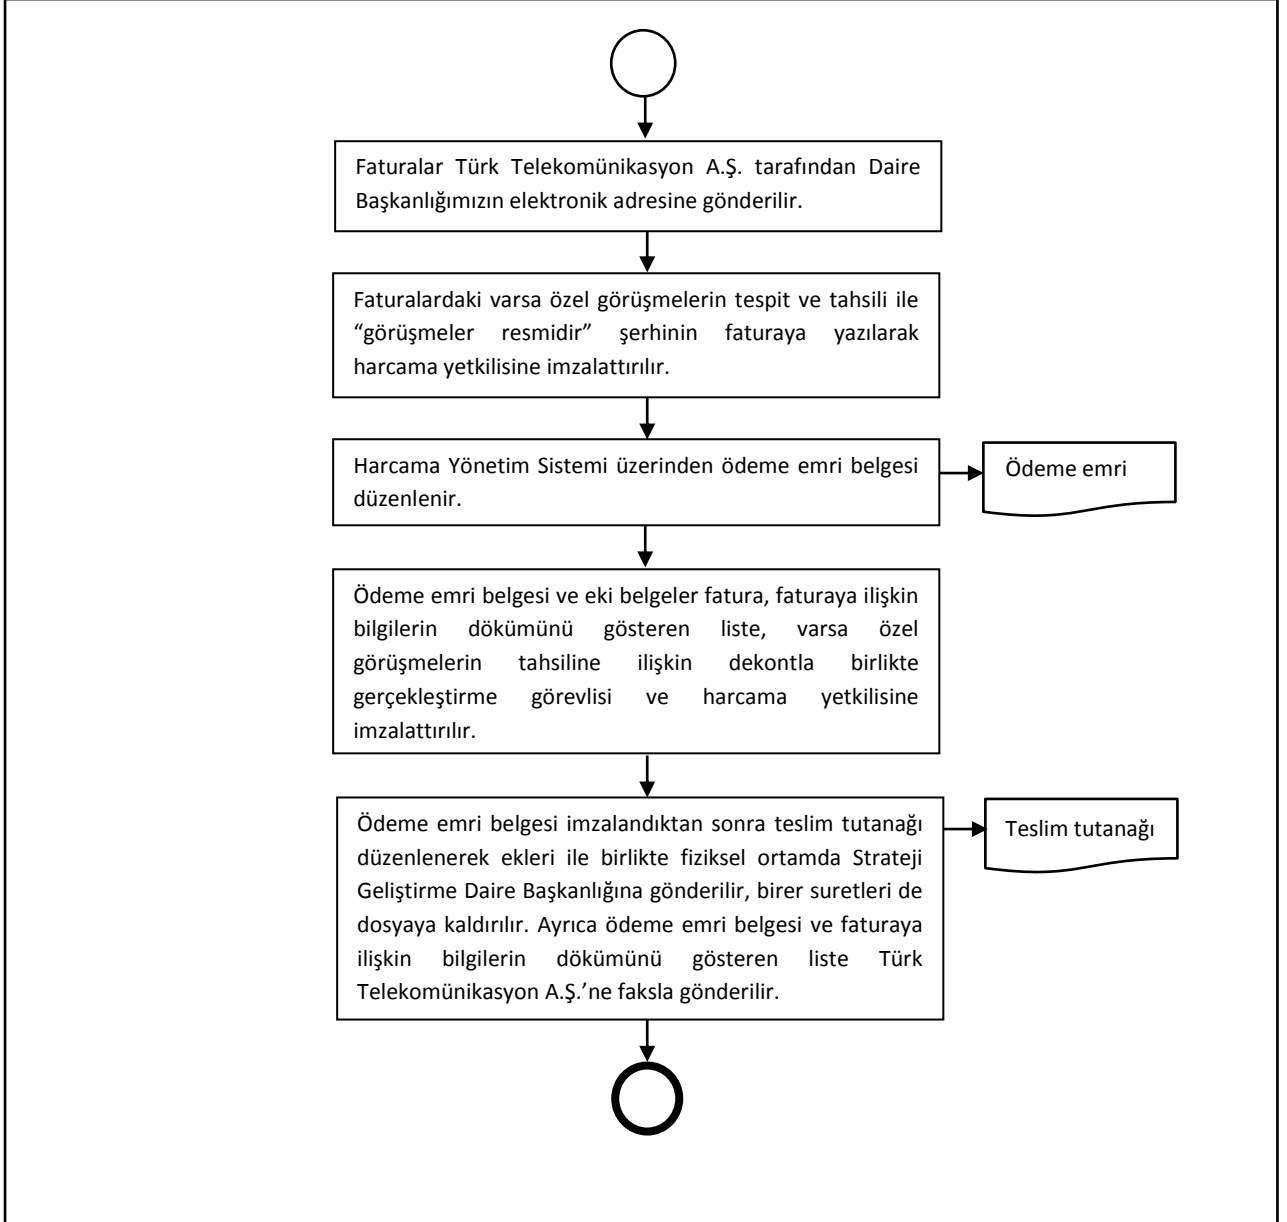 Faturalar Türk Telekomünikasyon A.Ş. tarafından Daire
Başkanlığımızın elektronik adresine gönderilir.
Faturalardaki varsa özel görüşmelerin tespit ve tahsili ile
“görüşmeler resmidir” şerhinin faturaya yazılarak
harcama yetkilisine imzalattırılır.
Harcama Yönetim Sistemi üzerinden ödeme emri belgesi
düzenlenir.
Ödeme emri
Ödeme emri belgesi ve eki belgeler fatura, faturaya ilişkin
bilgilerin dökümünü gösteren liste, varsa özel
görüşmelerin tahsiline ilişkin dekontla birlikte
gerçekleştirme görevlisi ve harcama yetkilisine
imzalattırılır.
Ödeme emri belgesi imzalandıktan sonra teslim tutanağı
düzenlenerek ekleri ile birlikte fiziksel ortamda Strateji
Geliştirme Daire Başkanlığına gönderilir, birer suretleri de
dosyaya kaldırılır. Ayrıca ödeme emri belgesi ve faturaya
ilişkin bilgilerin dökümünü gösteren liste Türk
Telekomünikasyon A.Ş.’ne faksla gönderilir.
Teslim tutanağı